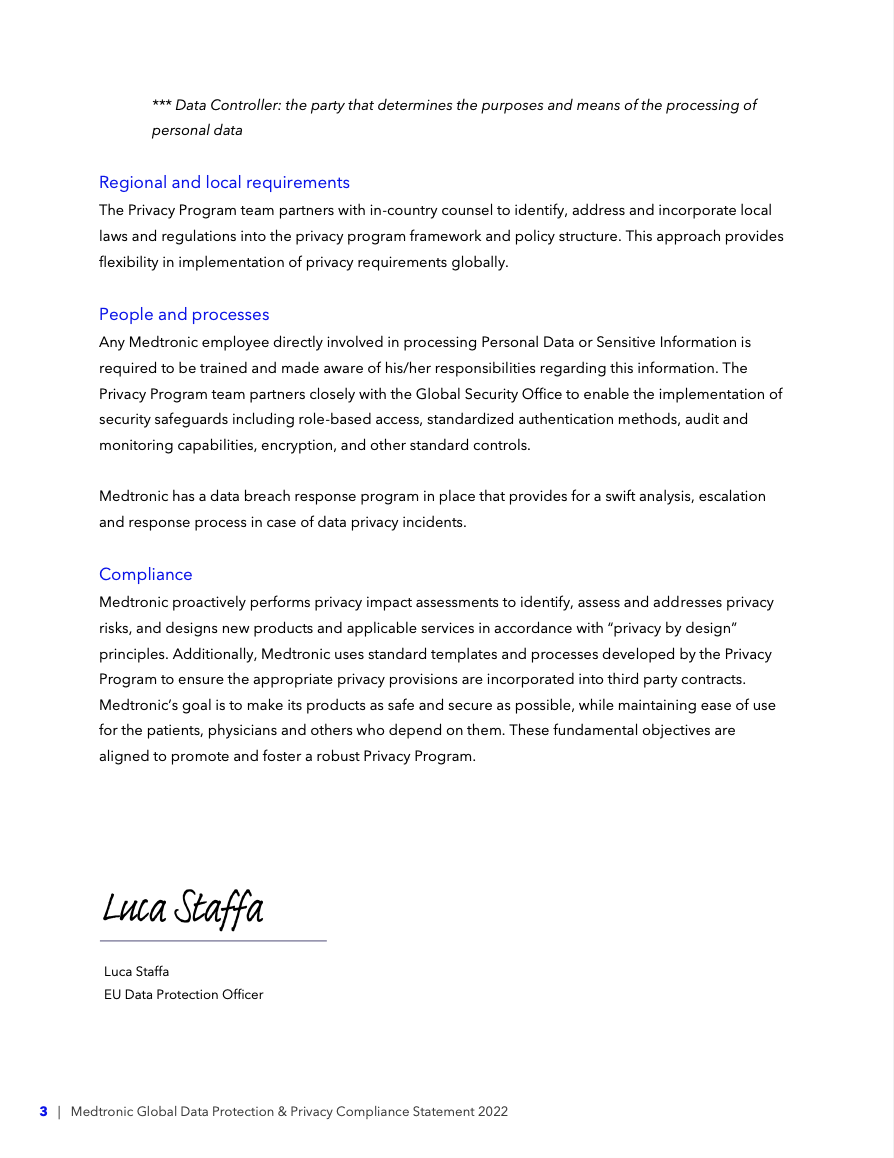 *** Data Controller: the party that determines the purposes and means of the processing of
personal data
Regional and local requirements
The Privacy Program team partners with in-country counsel to identify, address and incorporate local
laws and regulations into the privacy program framework and policy structure. This approach provides
flexibility in implementation of privacy requirements globally.
People and processes
Any Medtronic employee directly involved in processing Personal Data or Sensitive Information is
required to be trained and made aware of his/her responsibilities regarding this information. The
Privacy Program team partners closely with the Global Security Office to enable the implementation of
security safeguards including role-based access, standardized authentication methods, audit and
monitoring capabilities, encryption, and other standard controls.
Medtronic has a data breach response program in place that provides for a swift analysis, escalation
and response process in case of data privacy incidents.
Compliance
Medtronic proactively performs privacy impact assessments to identify, assess and addresses privacy
risks, and designs new products and applicable services in accordance with “privacy by design”
principles. Additionally, Medtronic uses standard templates and processes developed by the Privacy
Program to ensure the appropriate privacy provisions are incorporated into third party contracts.
Medtronic’s goal is to make its products as safe and secure as possible, while maintaining ease of use
for the patients, physicians and others who depend on them. These fundamental objectives are
aligned to promote and foster a robust Privacy Program.
Luca Staffa
Luca Staffa
EU Data Protection Officer
3 | Medtronic Global Data Protection & Privacy Compliance Statement 2022